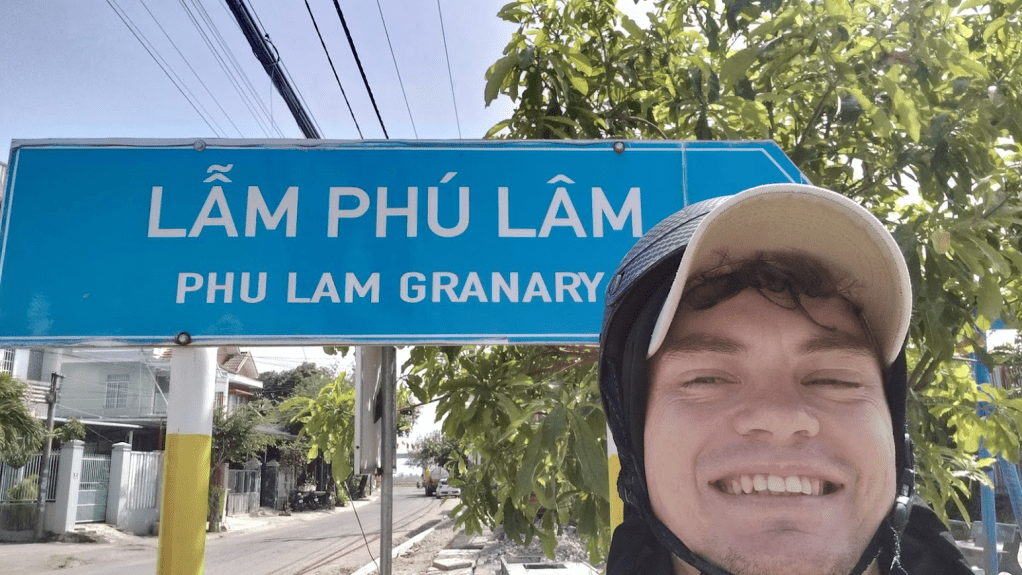 LẪM PHÚ LÂM
PHU LAM GRANARY